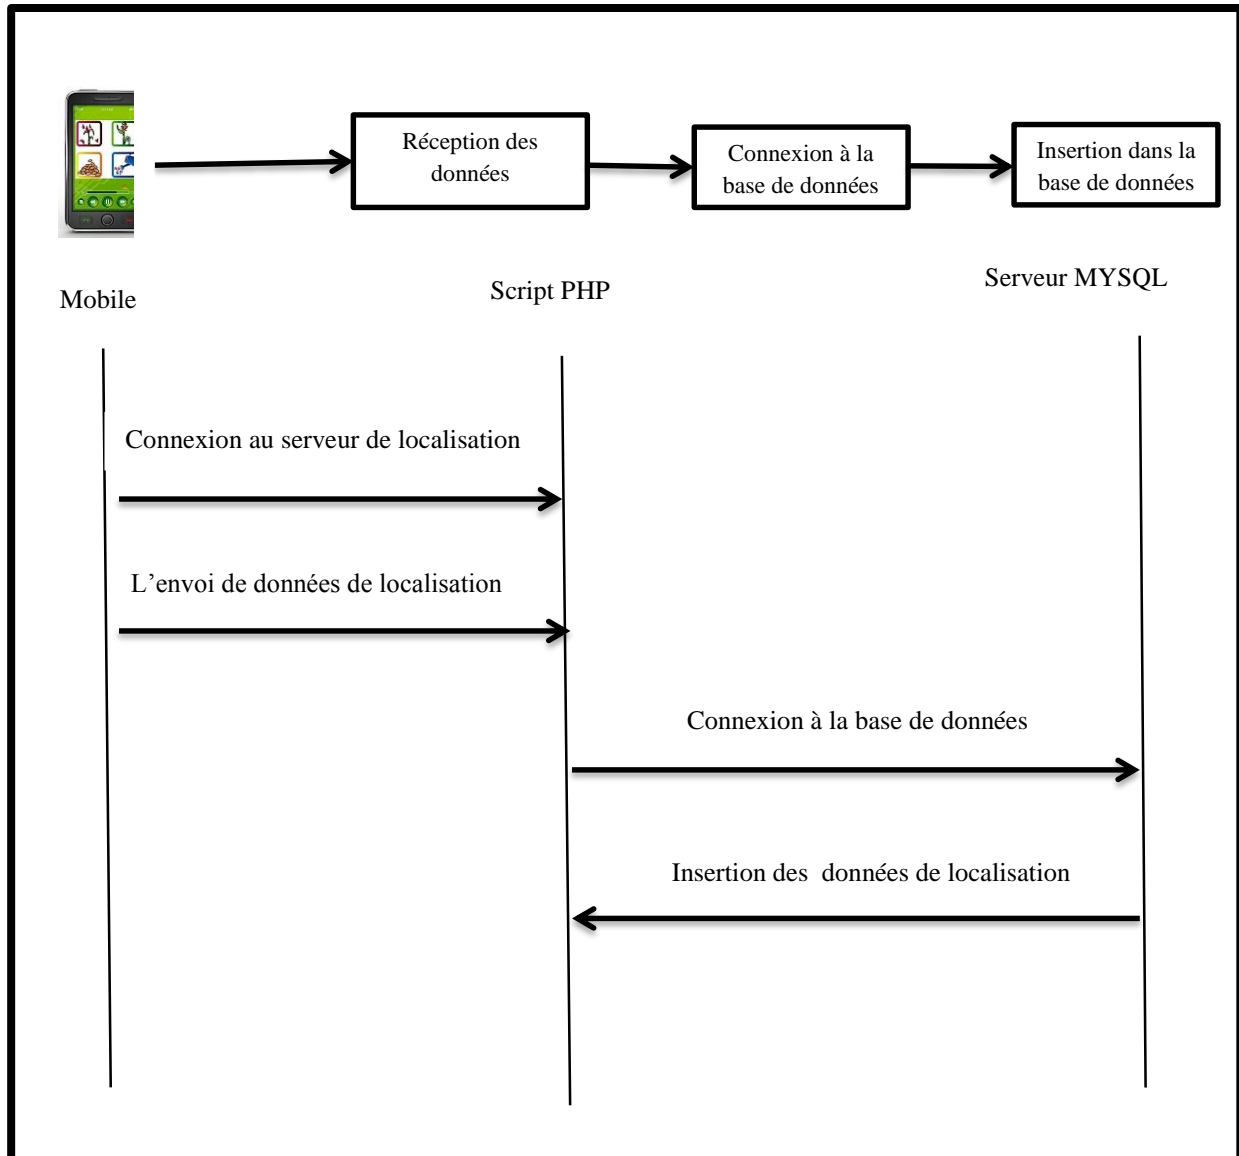 Réception des
données
Connexion à la
base de données
Insertion dans la
base de données
Mobile
Script PHP
Serveur MYSQL
Connexion au serveur de localisation
L’envoi de données de localisation
Connexion à la base de données
Insertion des  données de localisation